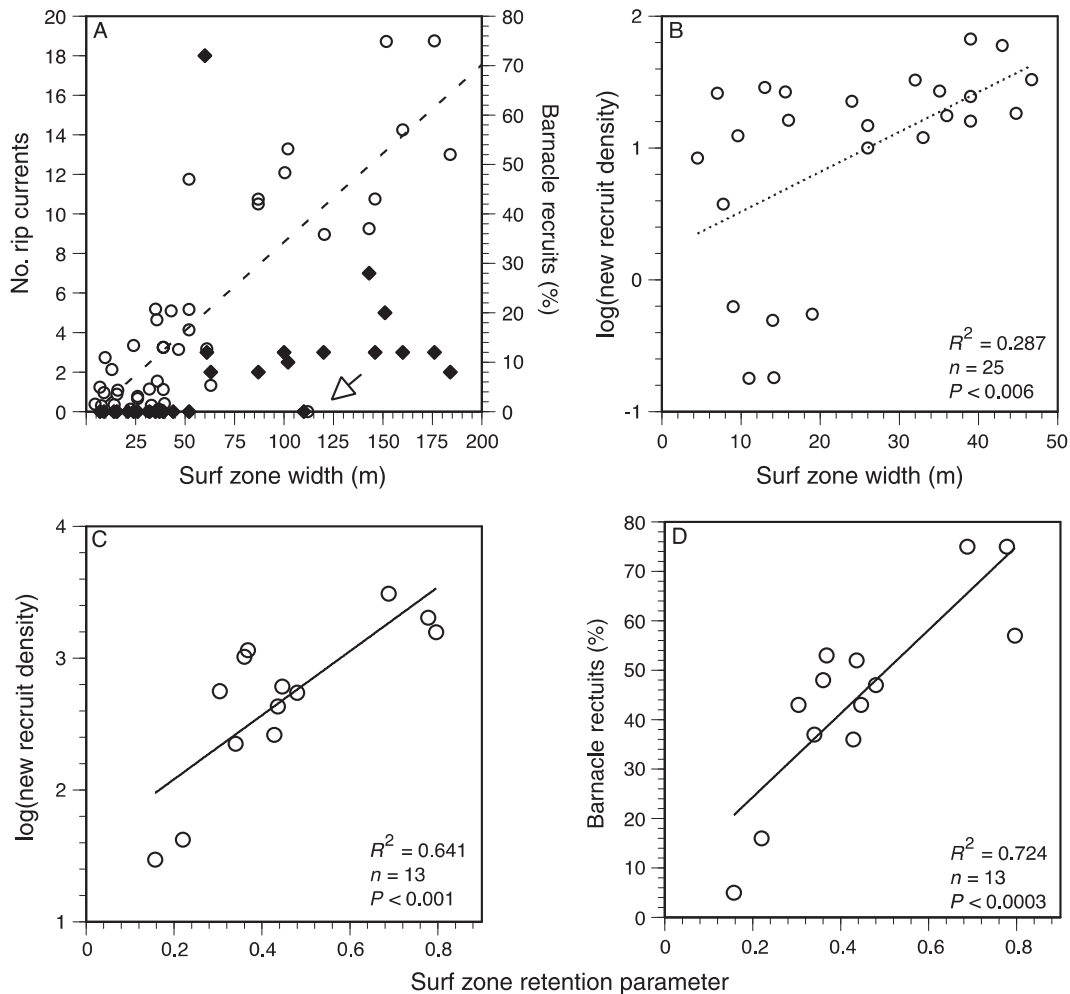 A
No. rip currents
20
18
16
14
12
10
8
6
4
2
0
25 50 75 100 125 150 175 200
Surf zone width (m)
80
70
60
50
40
30
20
10
0
Barnacle recruits (%)
B
log(new recruit density)
2
1
0
-1
0 10 20 30 40 50
Surf zone width (m)
R² = 0.287
n = 25
P < 0.006
C
log(new recruit density)
4
3
2
1
0 0.2 0.4 0.6 0.8
R² = 0.641
n = 13
P < 0.001
D
Barnacle rectuits (%)
80
70
60
50
40
30
20
10
0
0 0.2 0.4 0.6 0.8
R² = 0.724
n = 13
P < 0.0003
Surf zone retention parameter